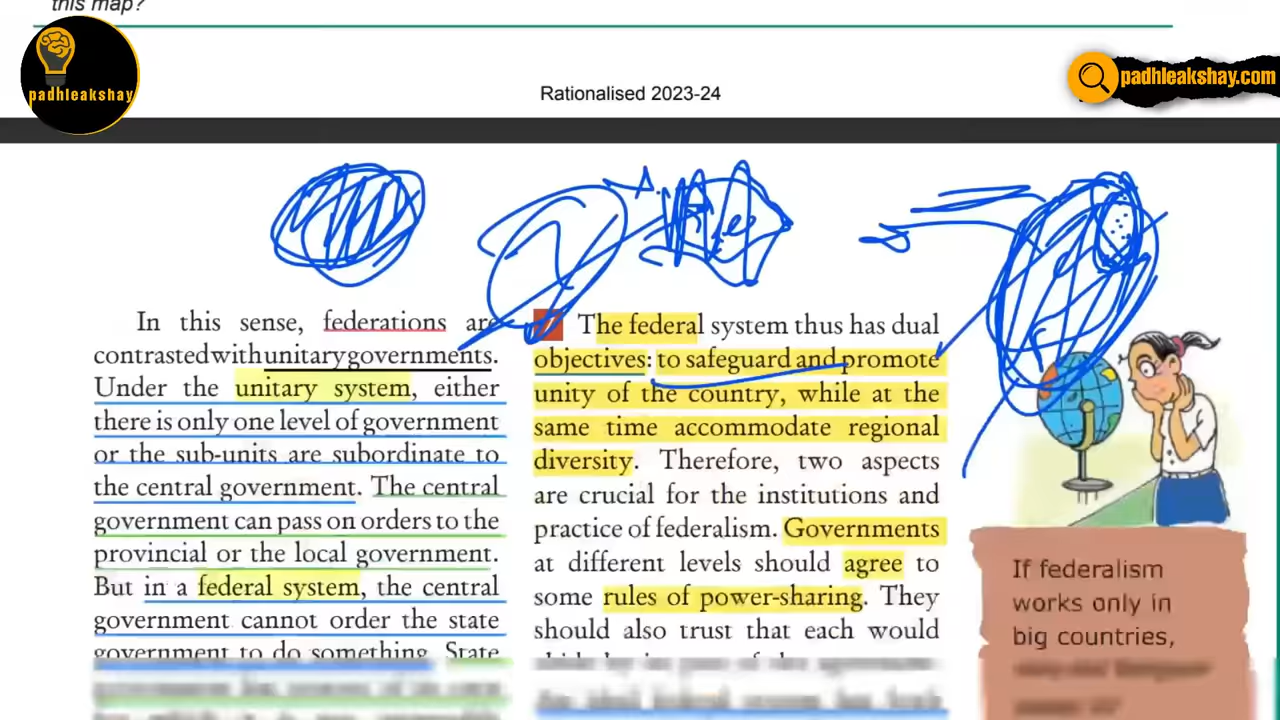 this map?
padhleakshay
padhleakshay.com
Rationalised 2023-24
In this sense, federations are
contrasted with unitary governments.
Under the unitary system, either
there is only one level of government
or the sub-units are subordinate to
the central government. The central
government can pass on orders to the
provincial or the local government.
But in a federal system, the central
government cannot order the state
government to do something. State
7 The federal system thus has dual
objectives: to safeguard and promote
unity of the country, while at the
same time accommodate regional
diversity. Therefore, two aspects
are crucial for the institutions and
practice of federalism. Governments
at different levels should agree to
some rules of power-sharing. They
should also trust that each would
If federalism
works only in
big countries,